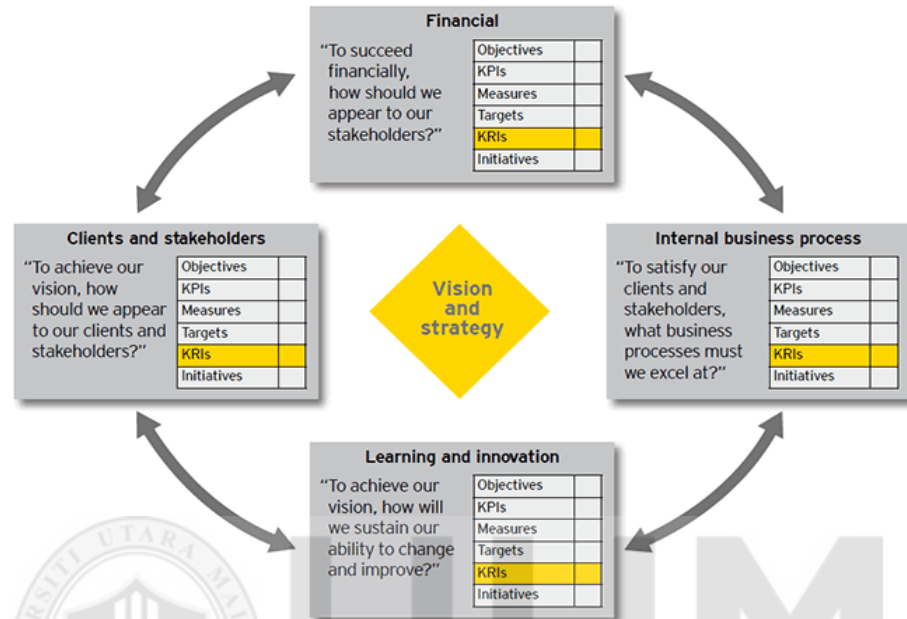 Financial
“To succeed
financially,
how should we
appear to our
stakeholders?”
Objectives
KPIs
Measures
Targets
KRIs
Initiatives
Clients and stakeholders
“To achieve our
vision, how
should we appear
to our clients and
stakeholders?”
Objectives
KPIs
Measures
Targets
KRIs
Initiatives
Vision
and
strategy
Internal business process
“To satisfy our
clients and
stakeholders,
what business
processes must
we excel at?”
Objectives
KPIs
Measures
Targets
KRIs
Initiatives
Learning and innovation
“To achieve our
vision, how will
we sustain our
ability to change
and improve?”
Objectives
KPIs
Measures
Targets
KRIs
Initiatives
UTARA